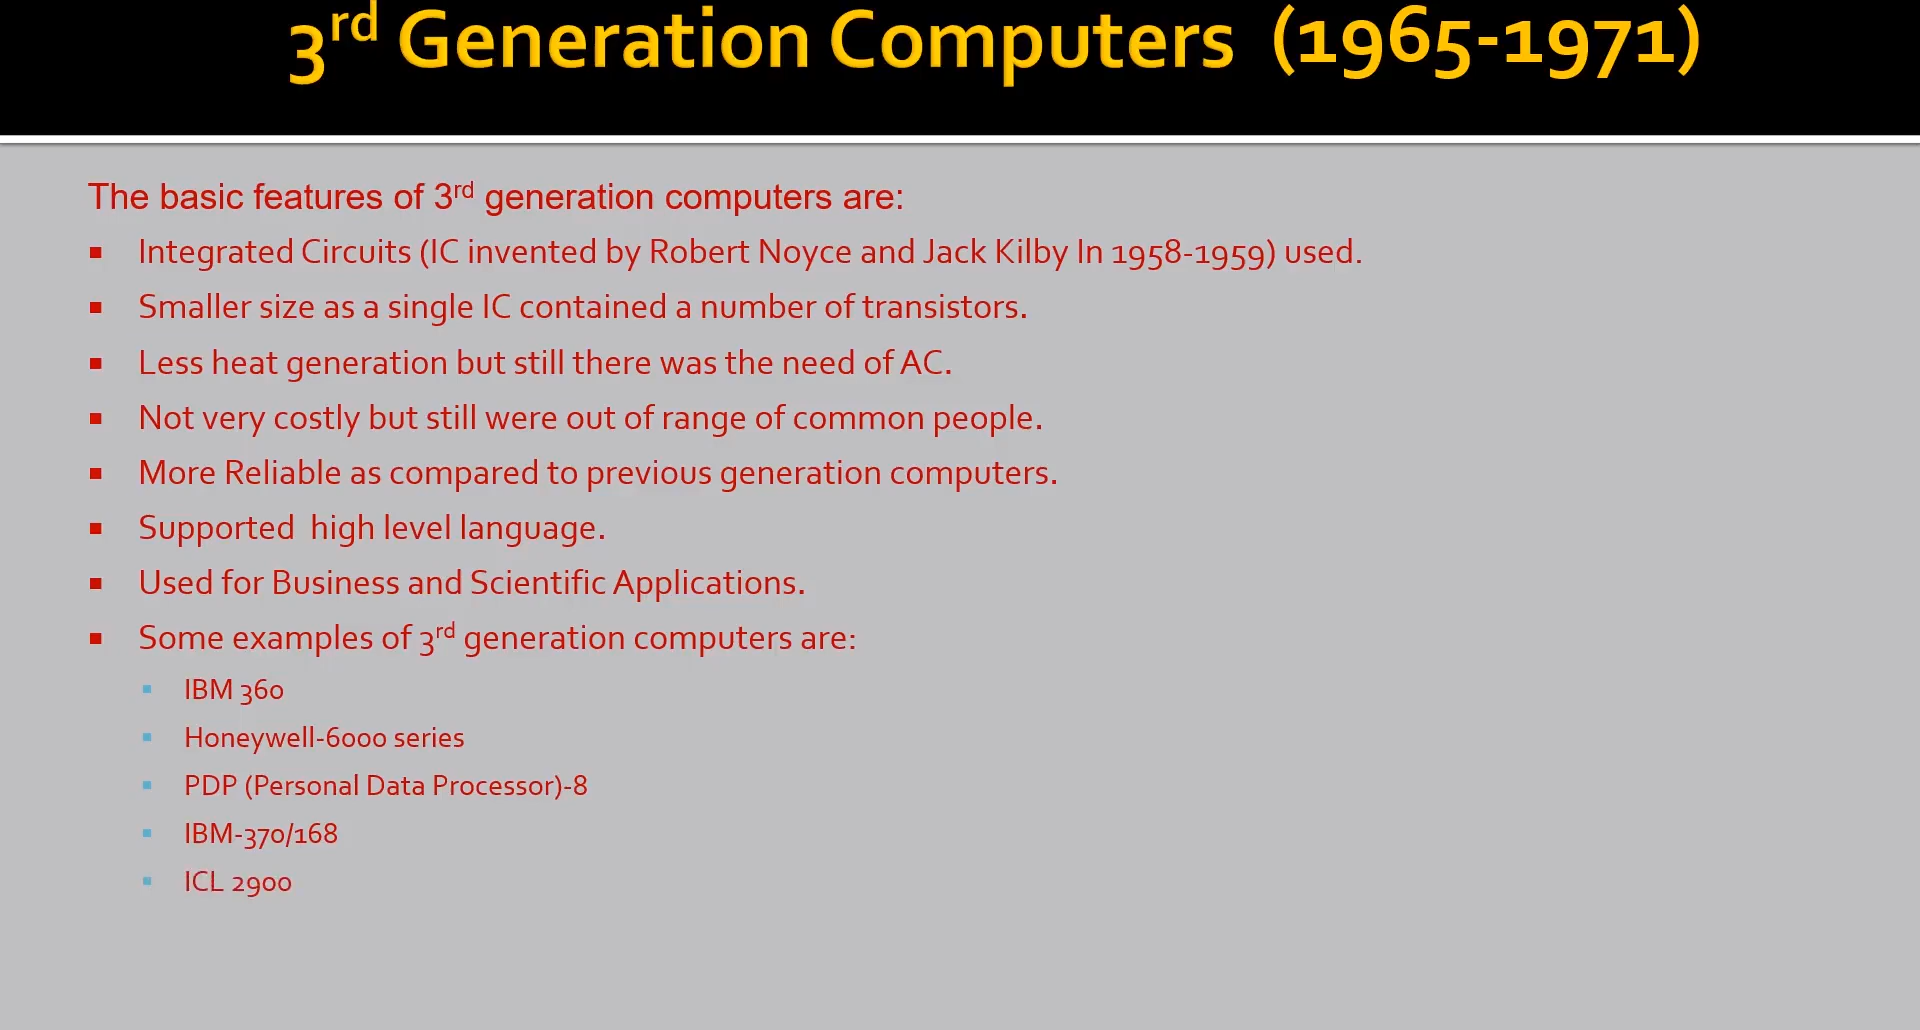 3rd Generation Computers (1965-1971)
The basic features of 3rd generation computers are:
Integrated Circuits (IC invented by Robert Noyce and Jack Kilby In 1958-1959) used.
Smaller size as a single IC contained a number of transistors.
Less heat generation but still there was the need of AC.
Not very costly but still were out of range of common people.
More Reliable as compared to previous generation computers.
Supported high level language.
Used for Business and Scientific Applications.
Some examples of 3rd generation computers are:
IBM 360
Honeywell-6000 series
PDP (Personal Data Processor)-8
IBM-370/168
ICL 2900